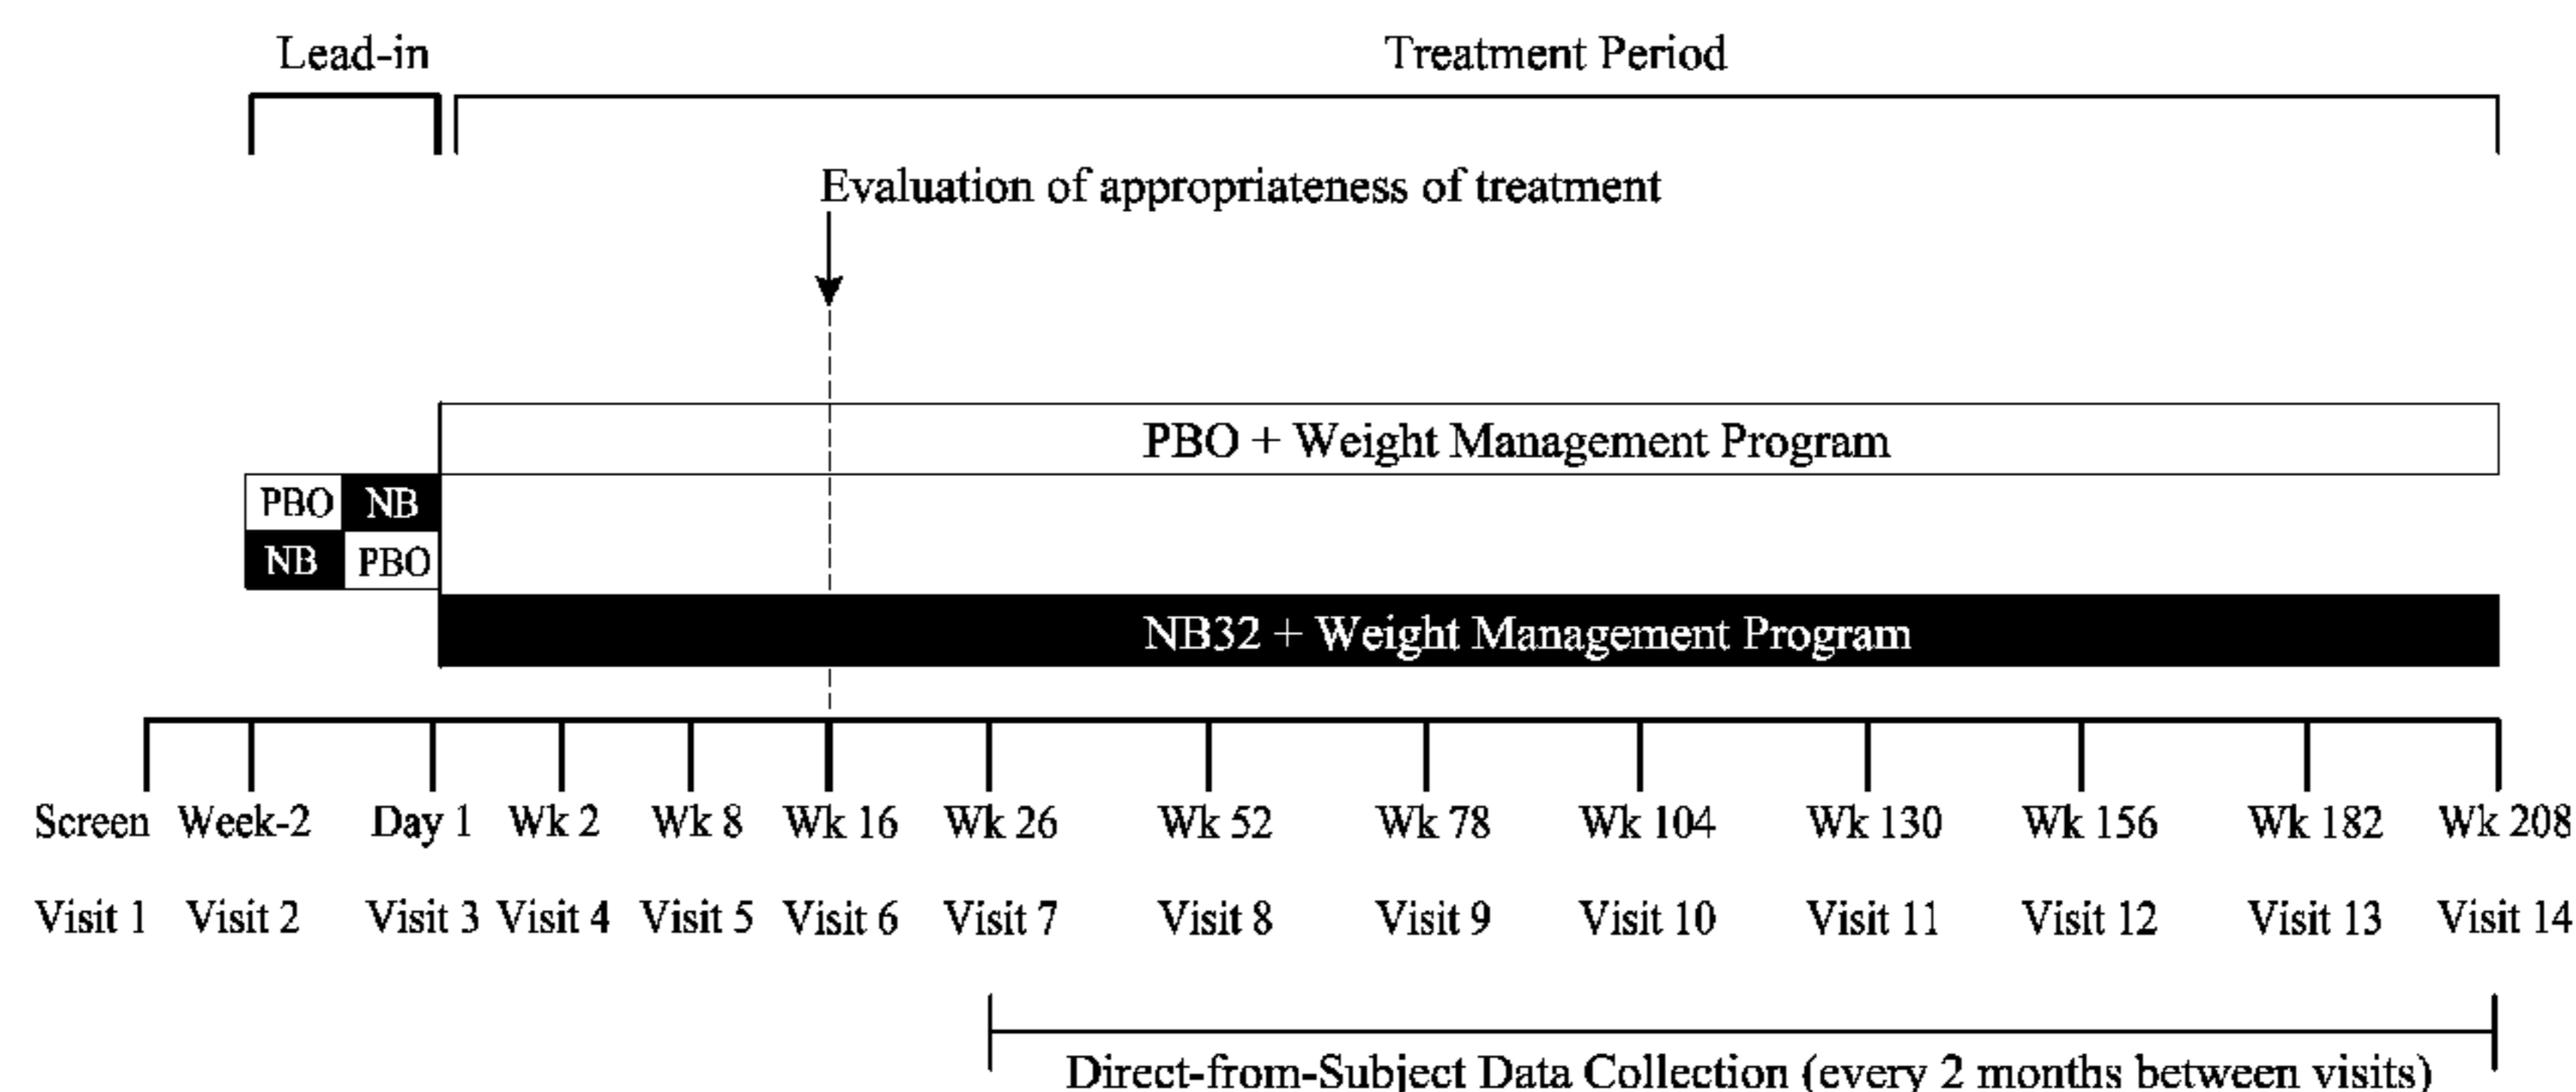 Lead-in Treatment Period
Evaluation of appropriateness of treatment
PBO + Weight Management Program
PBO NB
NB PBO
NB32 + Weight Management Program
Screen Week-2 Day 1 Wk 2 Wk 8 Wk 16 Wk 26 Wk 52 Wk 78 Wk 104 Wk 130 Wk 156 Wk 182 Wk 208
Visit 1 Visit 2 Visit 3 Visit 4 Visit 5 Visit 6 Visit 7 Visit 8 Visit 9 Visit 10 Visit 11 Visit 12 Visit 13 Visit 14
Direct-from-Subject Data Collection (every 2 months between visits)